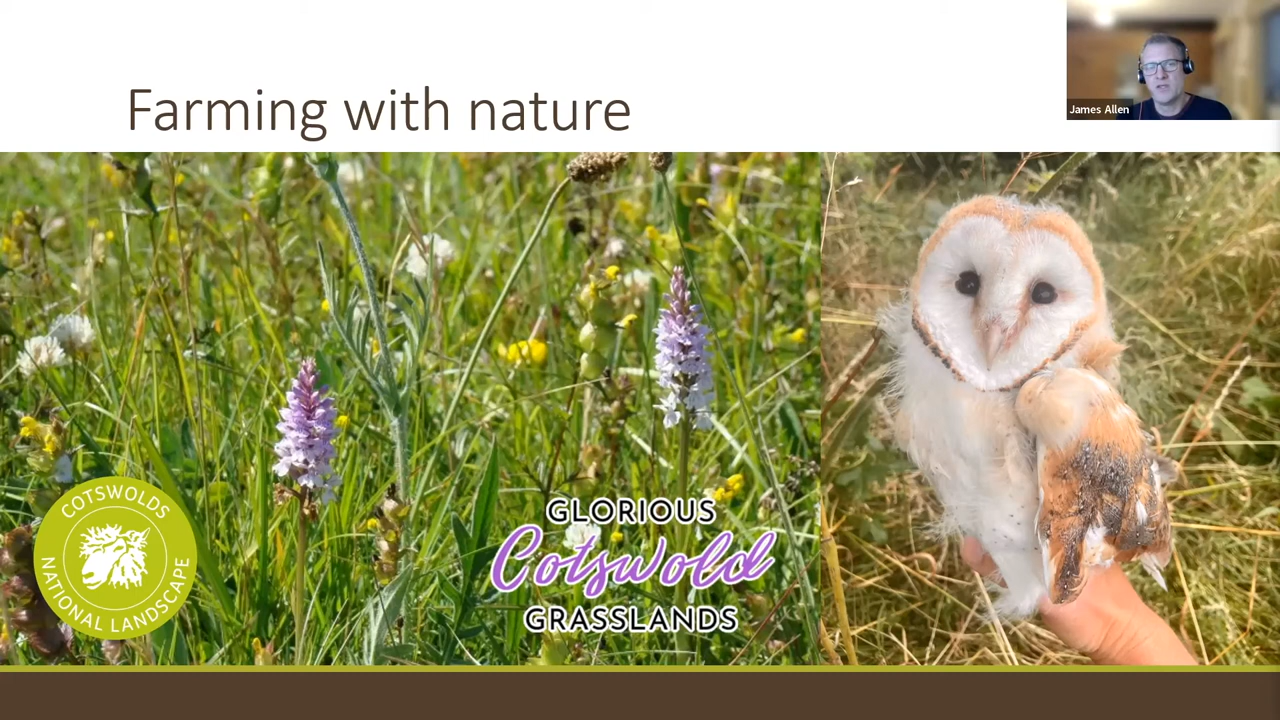 Farming with nature
James Allen
COTSWOLDS
NATIONAL LANDSCAPE
GLORIOUS
Cotswold
GRASSLANDS